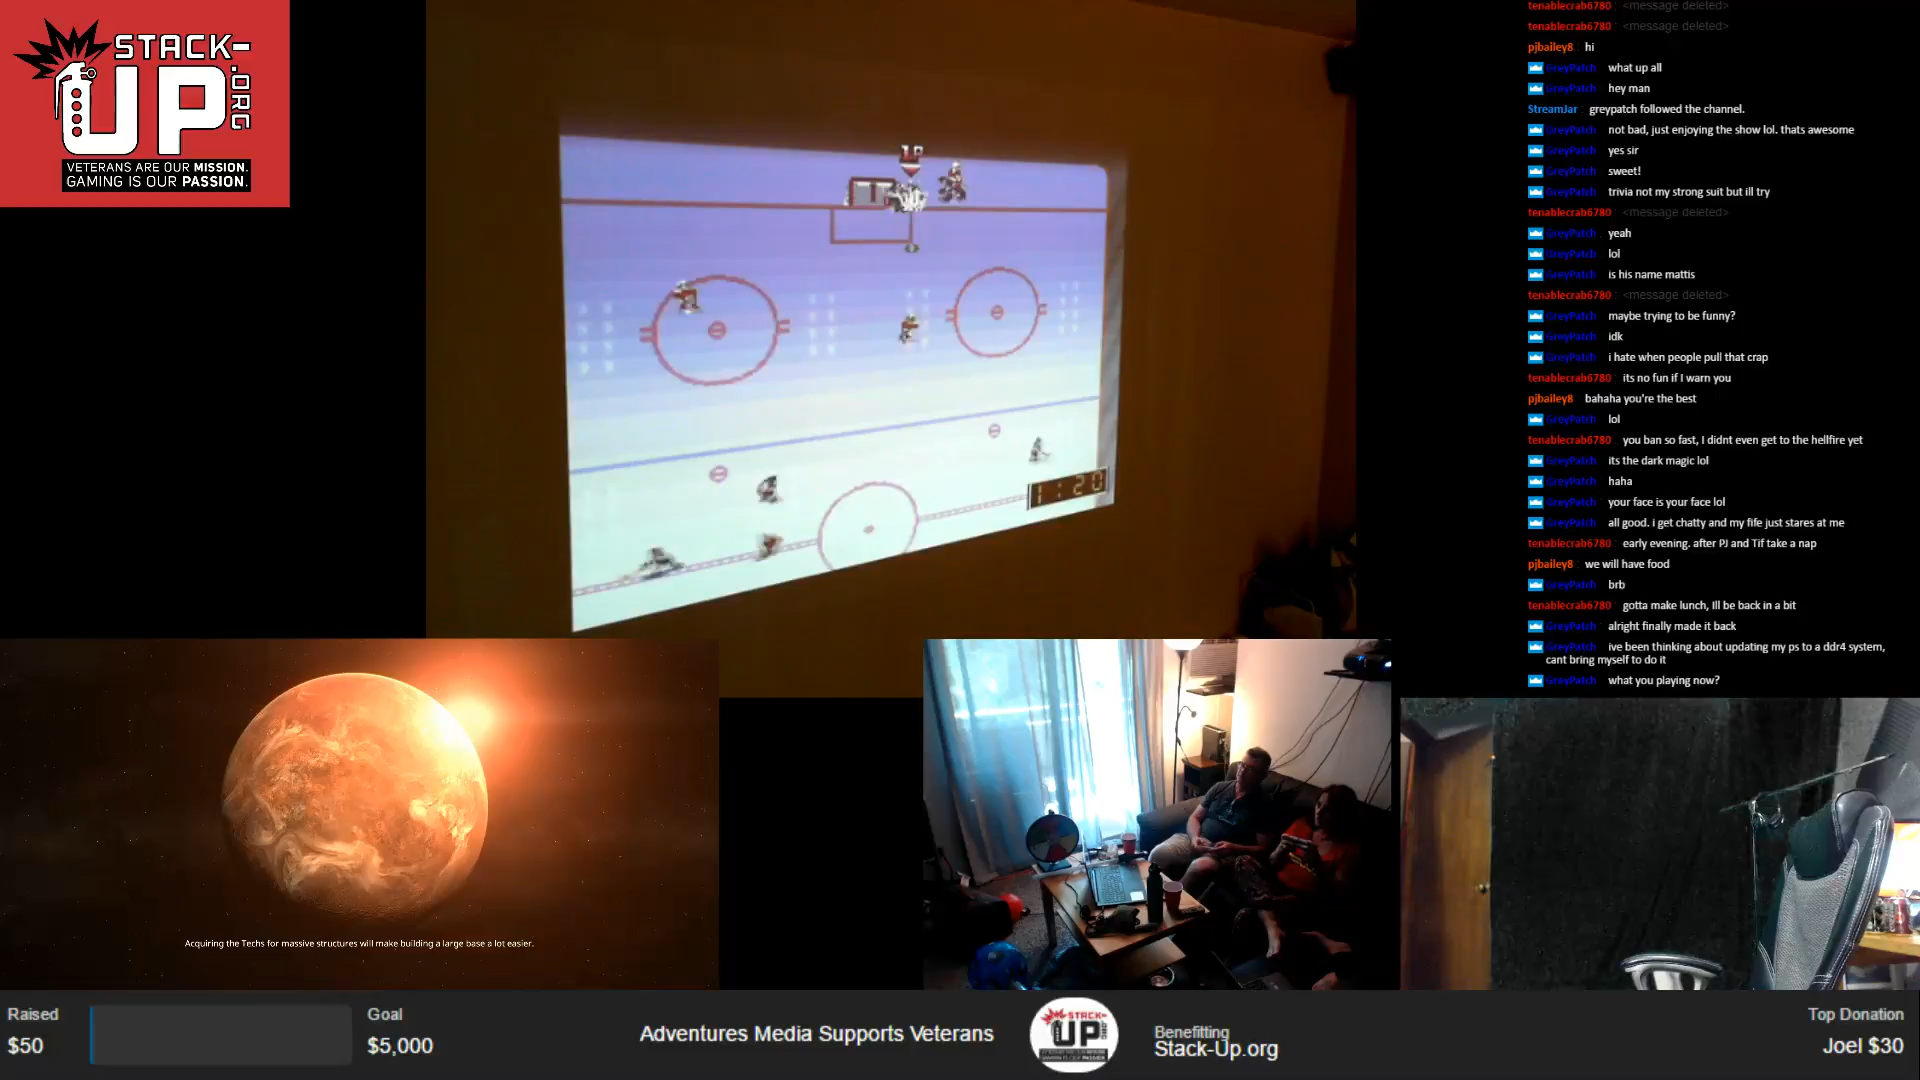 STACK-
UP
.ORG
VETERANS ARE OUR MISSION.
GAMING IS OUR PASSION.
1P
1:20
tenablecrab6780 <message deleted>
tenablecrab6780 <message deleted>
pjbailey8 hi
GreyPatch what up all
GreyPatch hey man
StreamJar greypatch followed the channel.
GreyPatch not bad, just enjoying the show lol. thats awesome
GreyPatch yes sir
GreyPatch sweet!
GreyPatch trivia not my strong suit but ill try
tenablecrab6780 <message deleted>
GreyPatch yeah
GreyPatch lol
GreyPatch is his name mattis
tenablecrab6780 <message deleted>
GreyPatch maybe trying to be funny?
GreyPatch idk
GreyPatch i hate when people pull that crap
tenablecrab6780 its no fun if I warn you
pjbailey8 bahaha you're the best
GreyPatch lol
tenablecrab6780 you ban so fast, I didnt even get to the hellfire yet
GreyPatch its the dark magic lol
GreyPatch haha
GreyPatch your face is your face lol
GreyPatch all good. i get chatty and my fife just stares at me
tenablecrab6780 early evening. after PJ and Tif take a nap
pjbailey8 we will have food
GreyPatch brb
tenablecrab6780 gotta make lunch, Ill be back in a bit
GreyPatch alright finally made it back
GreyPatch ive been thinking about updating my ps to a ddr4 system,
cant bring myself to do it
GreyPatch what you playing now?
Acquiring the Techs for massive structures will make building a large base a lot easier.
Raised
$50
Goal
$5,000
Adventures Media Supports Veterans
STACK-
UP
Benefitting
Stack-Up.org
Top Donation
Joel $30